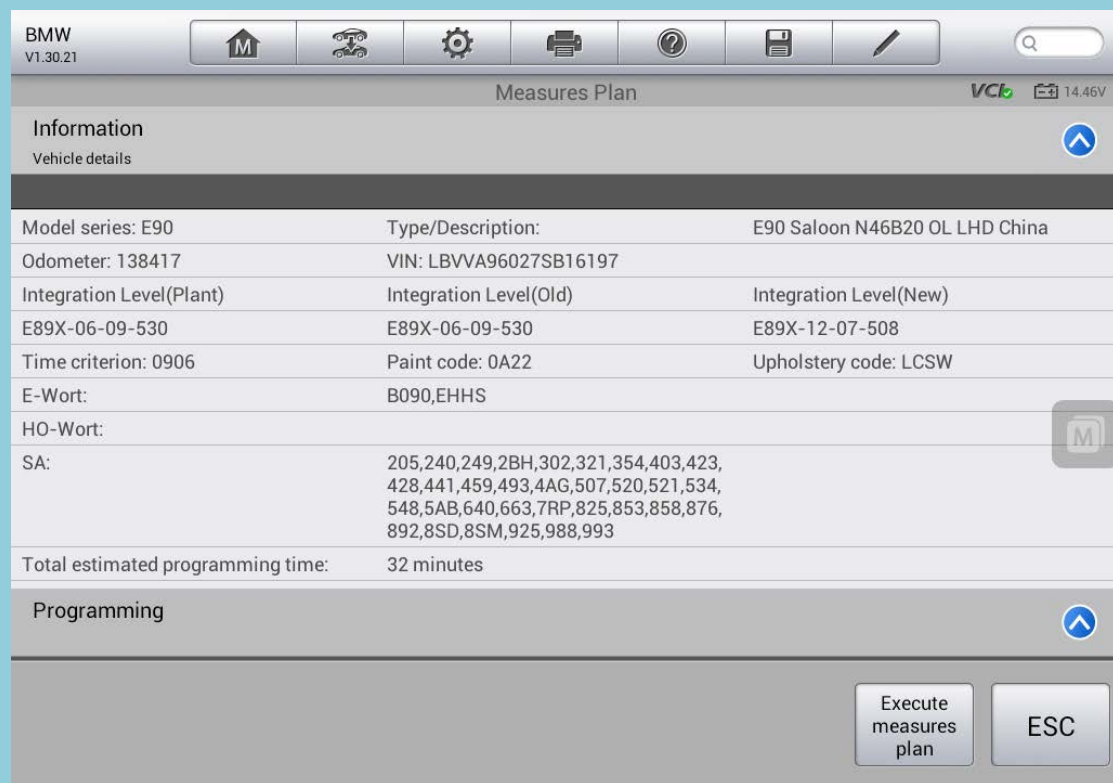 BMW
V1.30.21
M
Measures Plan
VCI
14.46V
Information
Vehicle details
Model series: E90 Type/Description: E90 Saloon N46B20 OL LHD China
Odometer: 138417 VIN: LBVVA96027SB16197
Integration Level(Plant) Integration Level(Old) Integration Level(New)
E89X-06-09-530 E89X-06-09-530 E89X-12-07-508
Time criterion: 0906 Paint code: 0A22 Upholstery code: LCSW
E-Wort: B090,EHHS
HO-Wort:
M
SA: 205,240,249,2BH,302,321,354,403,423,
428,441,459,493,4AG,507,520,521,534,
548,5AB,640,663,7RP,825,853,858,876,
892,8SD,8SM,925,988,993
Total estimated programming time: 32 minutes
Programming
Execute
measures
plan
ESC